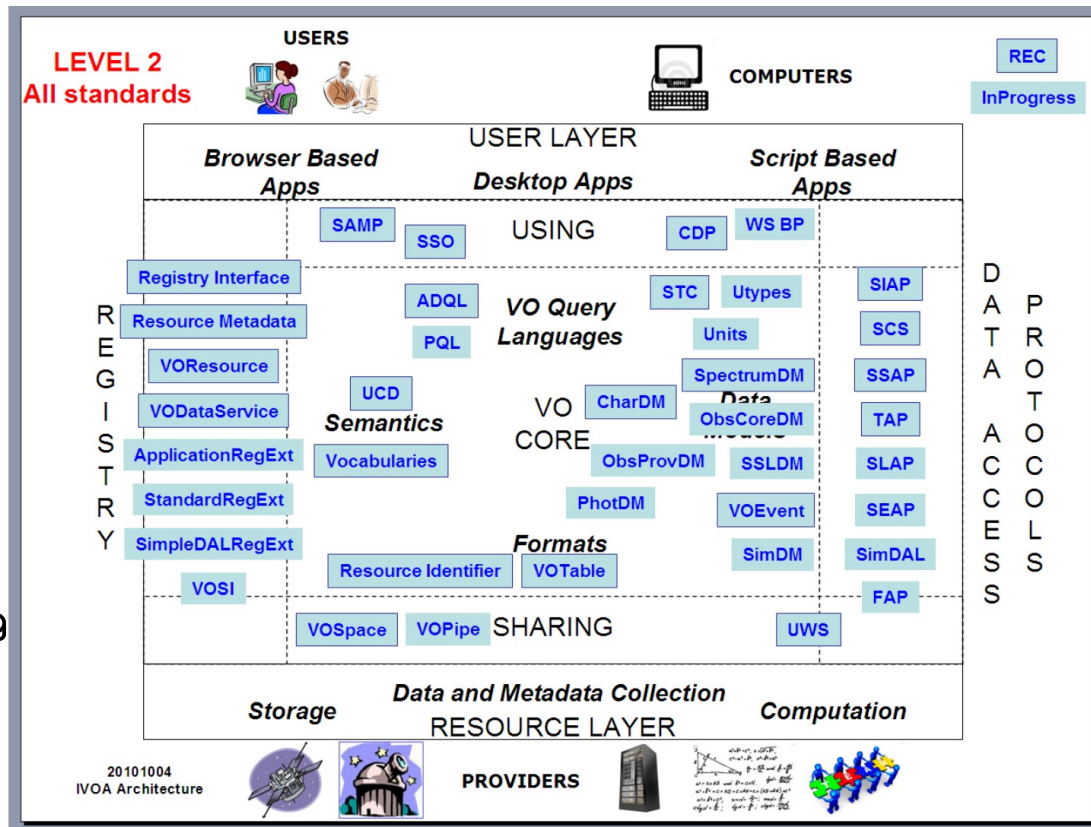 USERS
LEVEL 2
All standards
COMPUTERS
REC
InProgress
USER LAYER
Browser Based
Apps
Desktop Apps
Script Based
Apps
SAMP
SSO
USING
CDP
WS BP
REGISTRY
Registry Interface
Resource Metadata
VOResource
VODataService
ApplicationRegExt
StandardRegExt
SimpleDALRegExt
VOSI
ADQL
PQL
VO Query
Languages
UCD
Semantics
Vocabularies
VO
CORE
STC
Utypes
Units
SpectrumDM
CharDM
Data
Models
ObsCoreDM
ObsProvDM
SSLDM
PhotDM
VOEvent
SimDM
Formats
Resource Identifier
VOTable
SIAP
SCS
SSAP
TAP
SLAP
SEAP
SimDAL
FAP
DATA ACCESS
PROTOCOLS
g
VOSpace
VOPipe
SHARING
UWS
Data and Metadata Collection
Storage
Computation
RESOURCE LAYER
20101004
IVOA Architecture
PROVIDERS